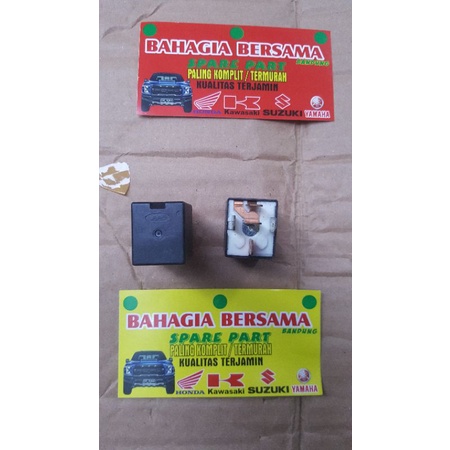 BAHAGIA BERSAMA
BANDUNG
SPARE PART
PALING KOMPLIT / TERMURAH
KUALITAS TERJAMIN
HONDA Kawasaki SUZUKI YAMAHA
BAHAGIA BERSAMA
BANDUNG
SPARE PART
PALING KOMPLIT / TERMURAH
KUALITAS TERJAMIN
HONDA Kawasaki SUZUKI YAMAHA